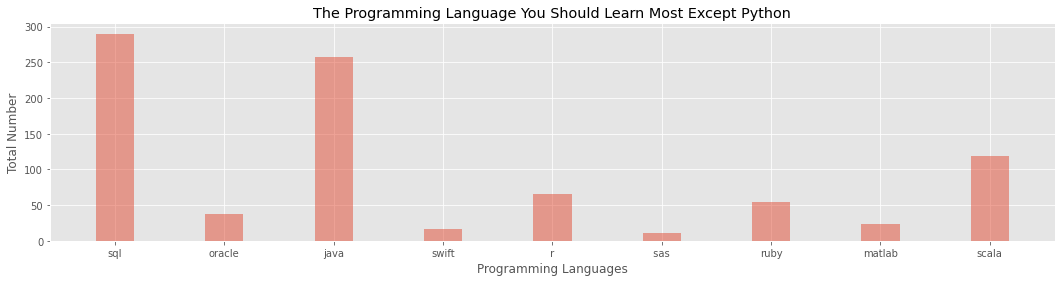 The Programming Language You Should Learn Most Except Python
300
250
200
150
100
50
0
Total Number
sql oracle java swift r sas ruby matlab scala
Programming Languages